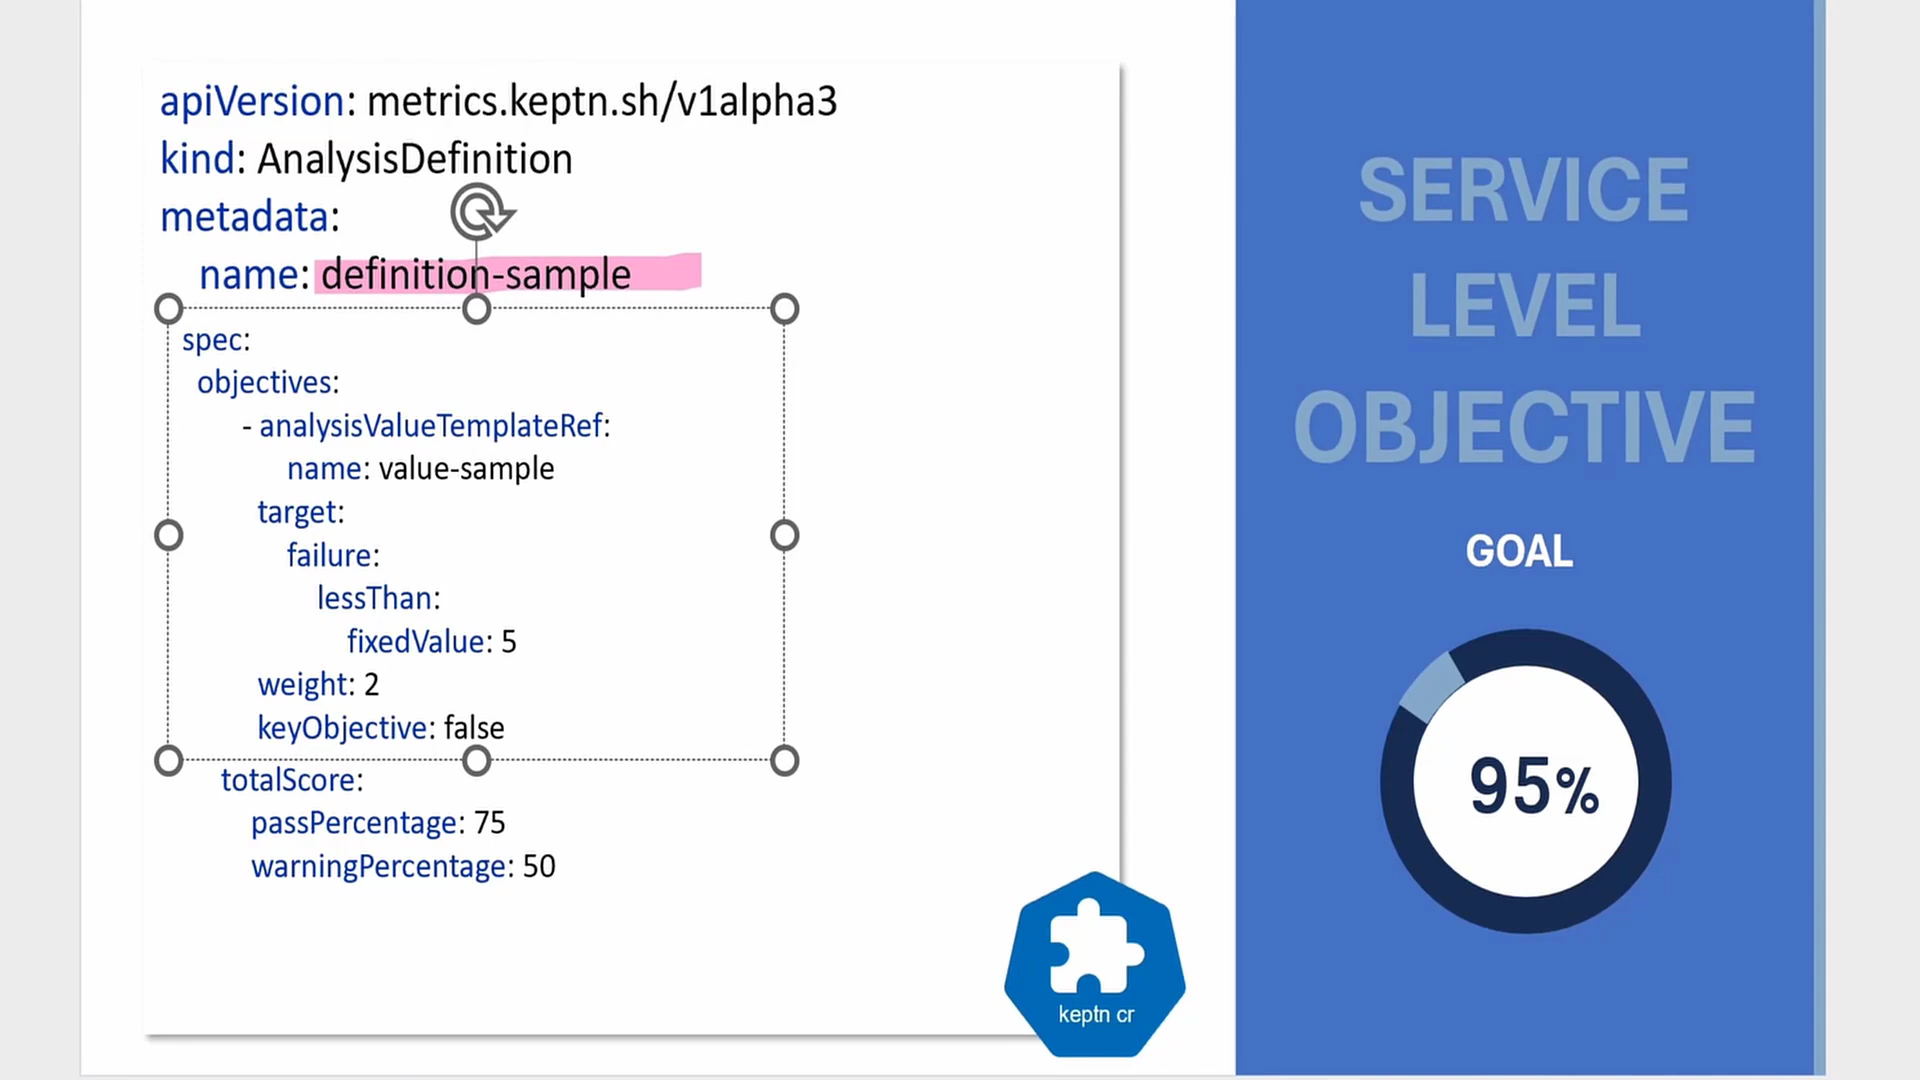 apiVersion: metrics.keptn.sh/v1alpha3
kind: AnalysisDefinition
metadata:
name: definition-sample
spec:
objectives:
- analysisValueTemplateRef:
name: value-sample
target:
failure:
lessThan:
fixedValue: 5
weight: 2
keyObjective: false
totalScore:
passPercentage: 75
warningPercentage: 50
keptn cr
SERVICE
LEVEL
OBJECTIVE
GOAL
95%